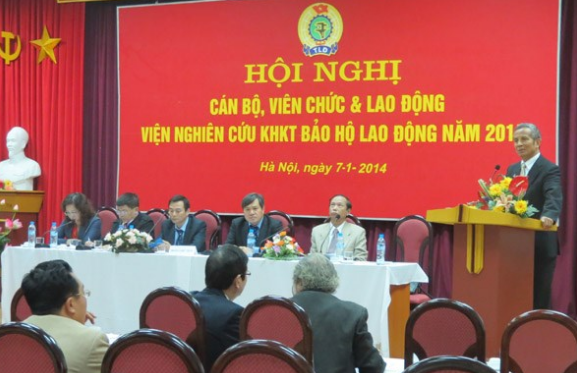 TLĐ
HỘI NGHỊ
CÁN BỘ, VIÊN CHỨC & LAO ĐỘNG
VIỆN NGHIÊN CỨU KHKT BẢO HỘ LAO ĐỘNG NĂM 201
Hà Nội, ngày 7-1- 2014